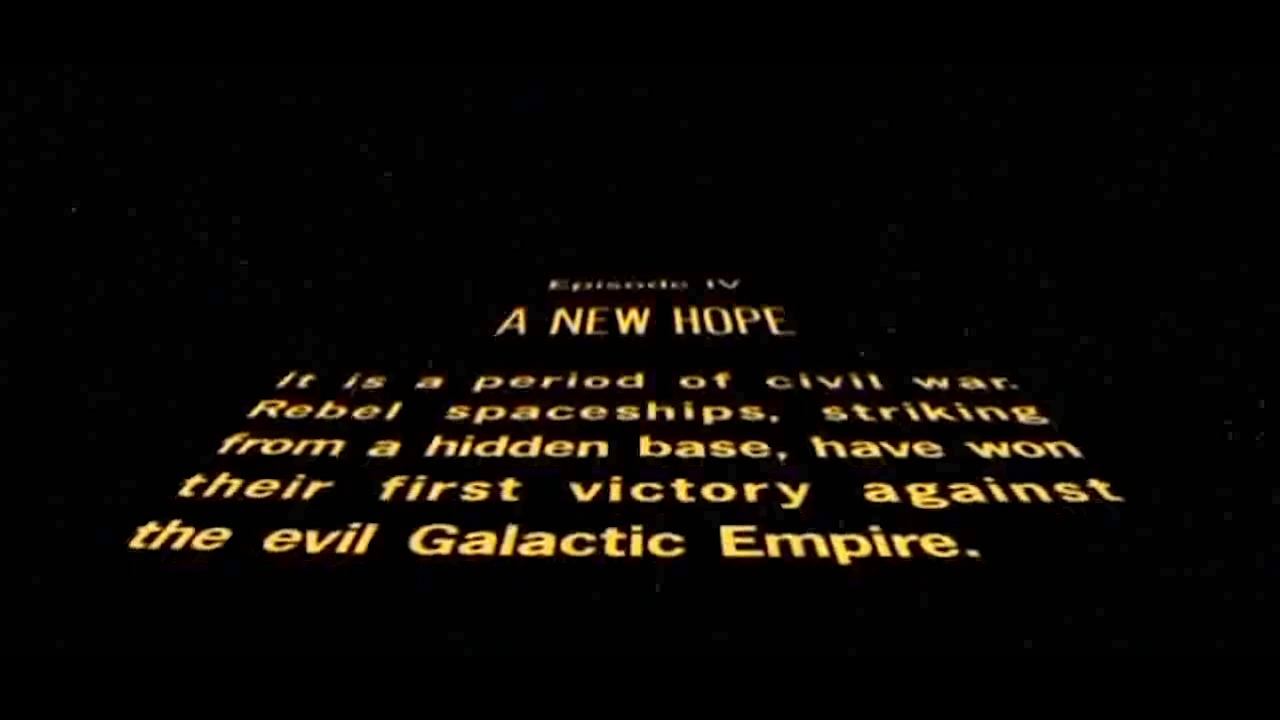 Episode IV
A NEW HOPE
It is a period of civil war.
Rebel spaceships, striking
from a hidden base, have won
their first victory against
the evil Galactic Empire.